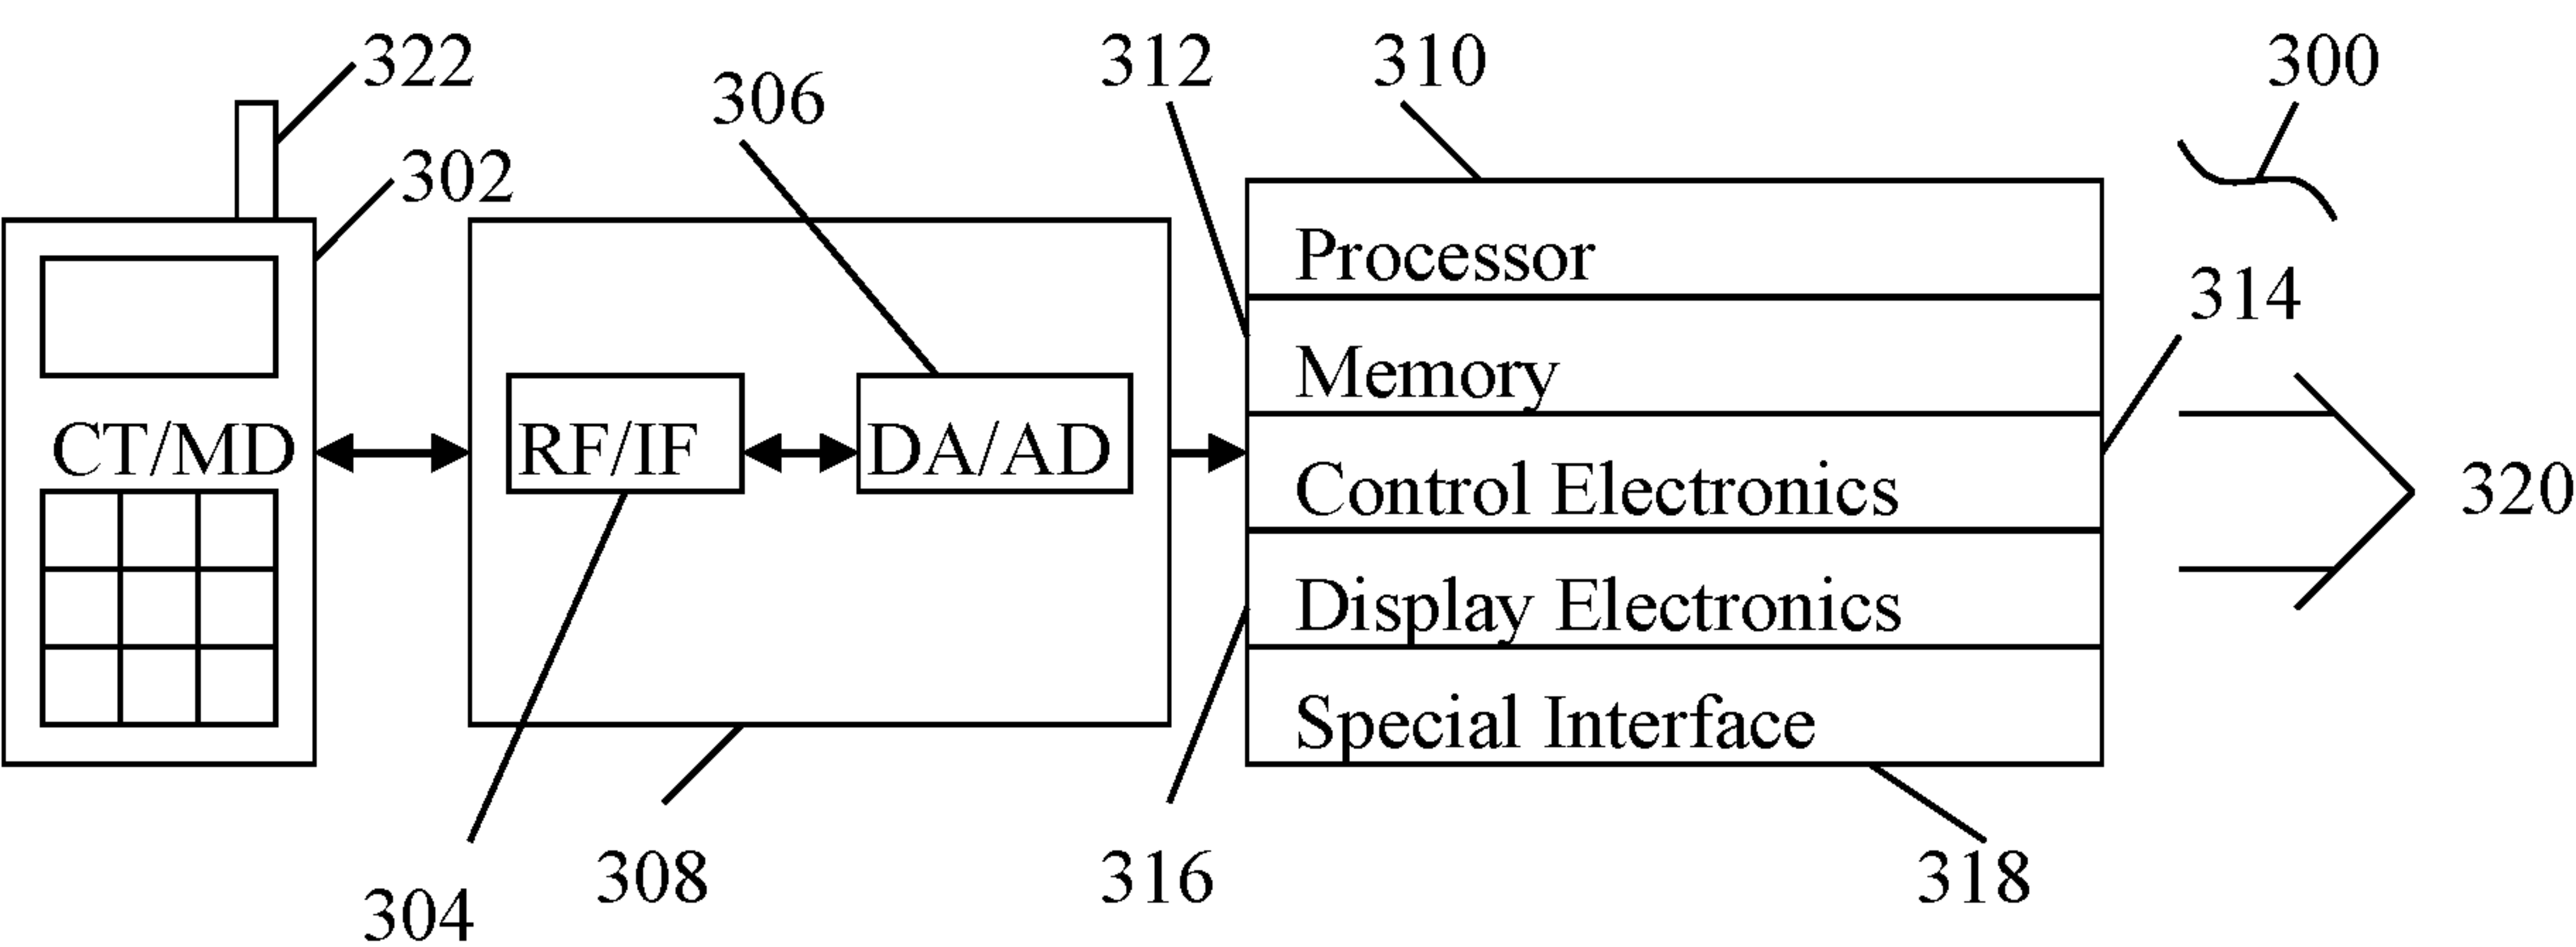 322
312
310
300
306
302
Processor
314
Memory
CT/MD
RF/IF
DA/AD
Control Electronics
320
Display Electronics
Special Interface
308
316
318
304